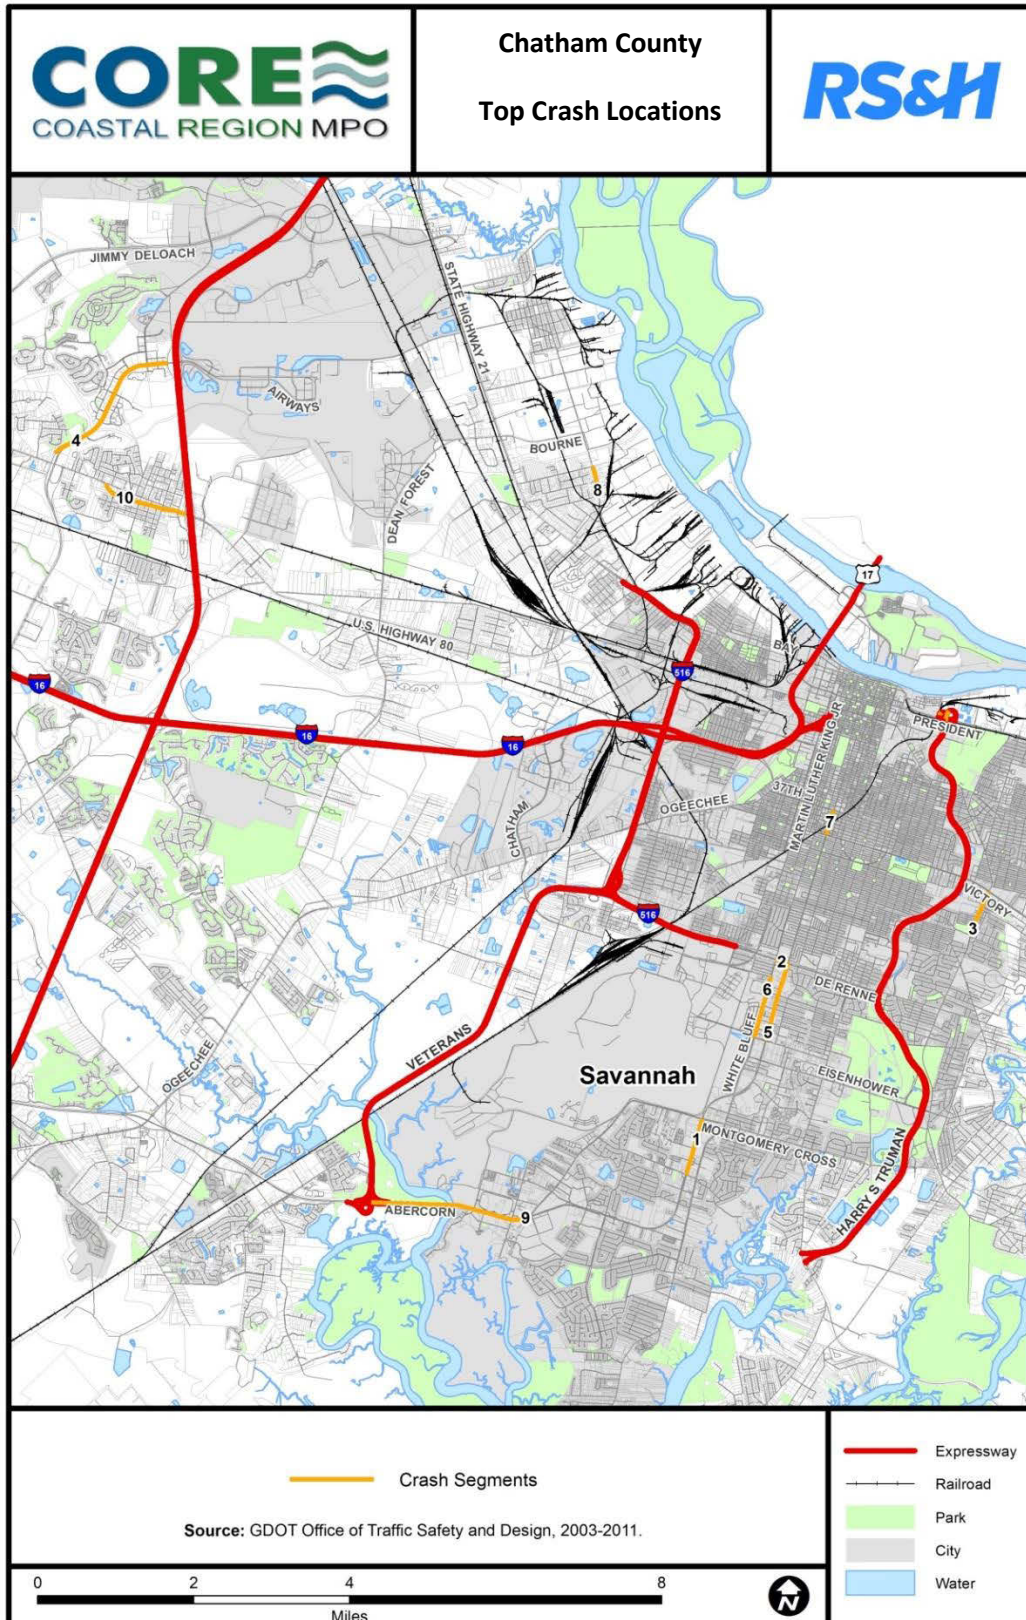 CORE
COASTAL REGION MPO
Chatham County
Top Crash Locations
RS&H
JIMMY DELOACH
STATE HIGHWAY 21
AIRWAYS
4
BOURNE
DEAN FOREST
8
10
17
U.S. HIGHWAY 80
BAY
516
16
16
16
PRESIDENT
MARTIN LUTHER KING JR
37TH
OGEECHEE
CHATHAM
7
VICTORY
516
3
2
6
DE RENNE
5
WHITE BLUFF
VETERANS
OGEECHEE
Savannah
EISENHOWER
1
MONTGOMERY CROSS
HARRY S TRUMAN
ABERCORN
9
Crash Segments
Source: GDOT Office of Traffic Safety and Design, 2003-2011.
Expressway
Railroad
Park
City
Water
0 2 4 8
Miles
N